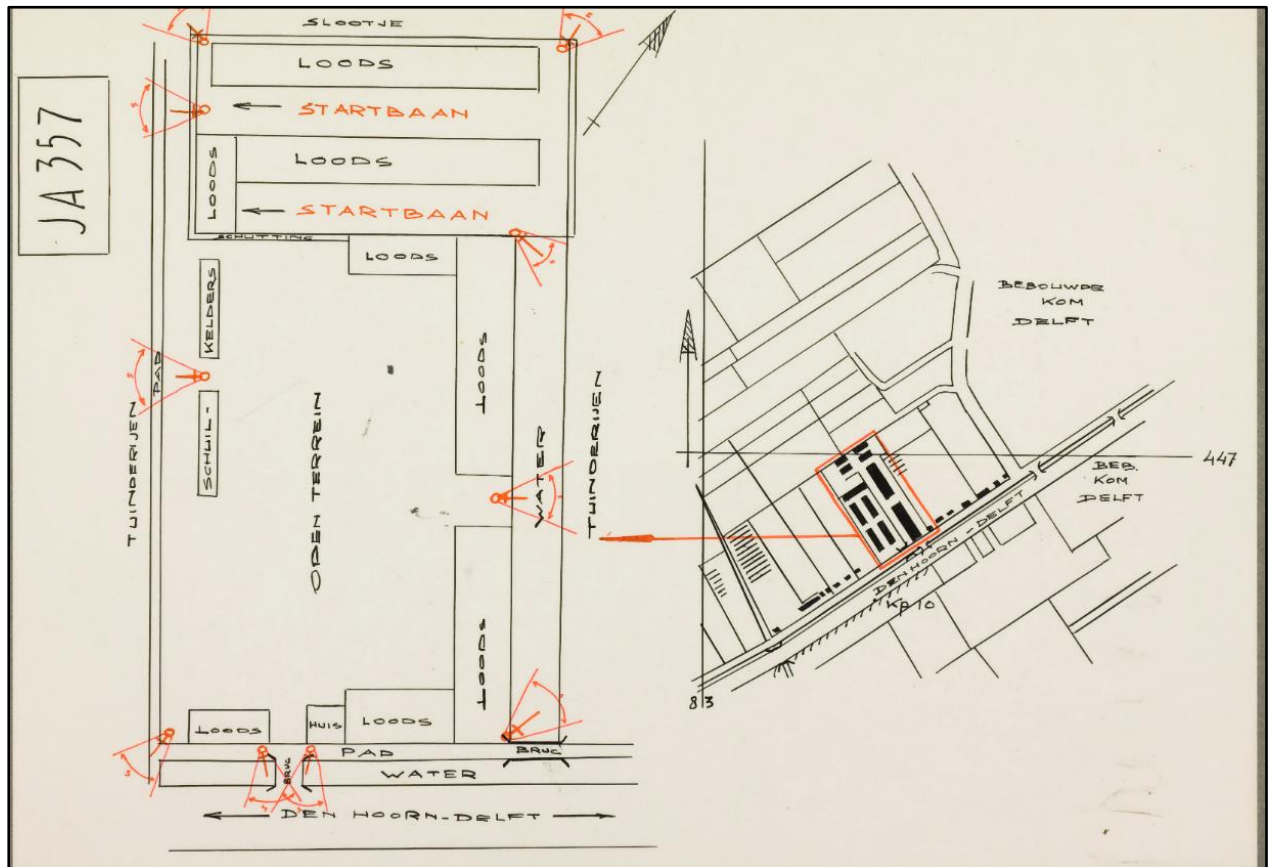 JA 357
SLOOTJE
LOODS
STARTBAAN
LOODS
LOODS
STARTBAAN
SCHUTTING
LOODS
SCHUIL-KELDERS
PAD
TUINDERIJEN
OPEN TERREIN
LOODS
WATER
TUINDERIJEN
LOODS
LOODS
HUIS
LOODS
PAD
BRUG
BRUG
WATER
DEN HOORN-DELFT
BEBOUWDE
KOM
DELFT
447
BEB.
KOM
DELFT
DEN HOORN - DELFT
Kp 10
83